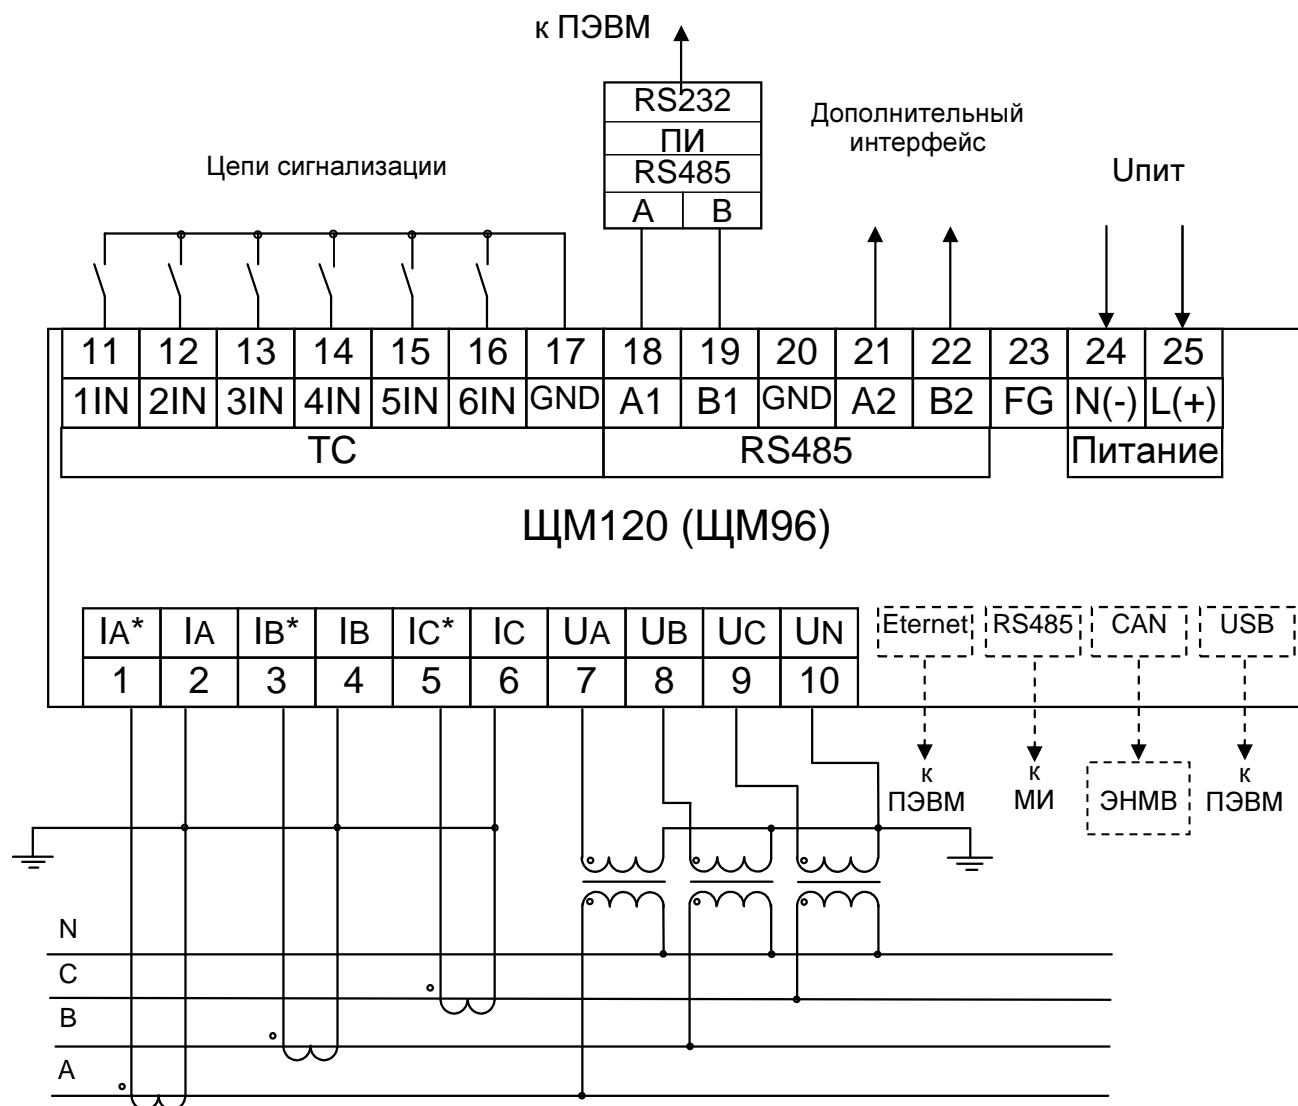 к ПЭВМ
RS232
ПИ
RS485
A B
Дополнительный
интерфейс
Цепи сигнализации
Uпит
11 12 13 14 15 16 17 18 19 20 21 22 23 24 25
1IN 2IN 3IN 4IN 5IN 6IN GND A1 B1 GND A2 B2 FG N(-) L(+)
ТС RS485 Питание
ЩМ120 (ЩМ96)
IA* IA IB* IB IC* IC UA UB UC UN
1 2 3 4 5 6 7 8 9 10
Eternet RS485 CAN USB
к
ПЭВМ
к
МИ
ЭНМВ
к
ПЭВМ
N
C
B
A